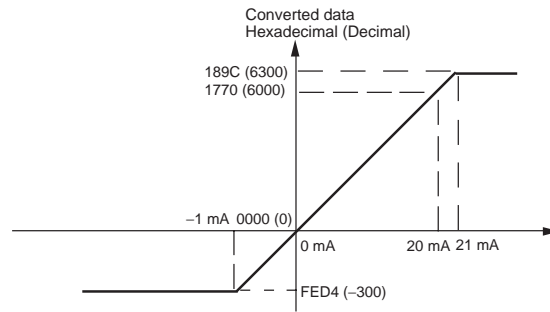 Converted data
Hexadecimal (Decimal)
189C (6300)
1770 (6000)
−1 mA 0000 (0)
0 mA
20 mA
21 mA
FED4 (−300)